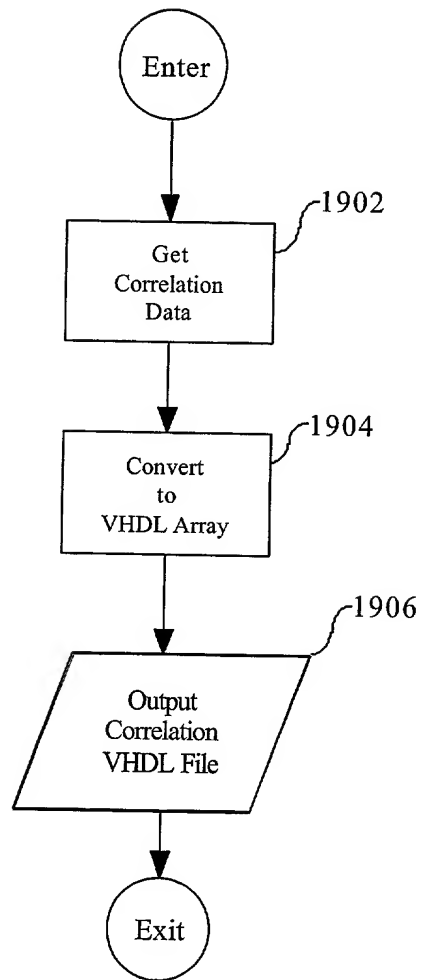 Enter
1902
Get
Correlation
Data
1904
Convert
to
VHDL Array
1906
Output
Correlation
VHDL File
Exit